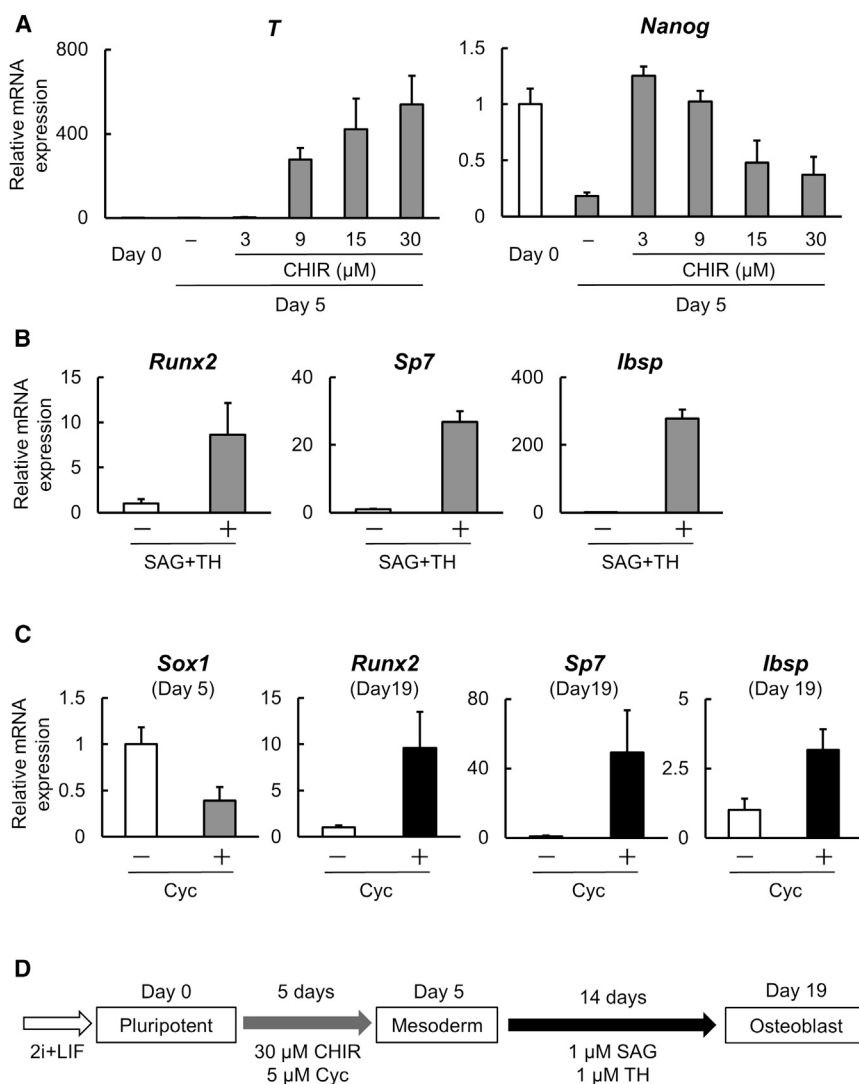 A
T
Nanog
Relative mRNA
expression
800
400
0
Day 0
–
3
9
15
30
CHIR (µM)
Day 5
1.5
1
0.5
0
Day 0
–
3
9
15
30
CHIR (µM)
Day 5
B
Runx2
Sp7
Ibsp
Relative mRNA
expression
15
10
5
0
–
+
SAG+TH
40
20
0
–
+
SAG+TH
400
200
0
–
+
SAG+TH
C
Sox1
(Day 5)
Runx2
(Day19)
Sp7
(Day19)
Ibsp
(Day 19)
Relative mRNA
expression
1.5
1
0.5
0
–
+
Cyc
15
10
5
0
–
+
Cyc
80
40
0
–
+
Cyc
5
2.5
0
–
+
Cyc
D
Day 0
5 days
Day 5
14 days
Day 19
Pluripotent
Mesoderm
Osteoblast
2i+LIF
30 µM CHIR
5 µM Cyc
1 µM SAG
1 µM TH